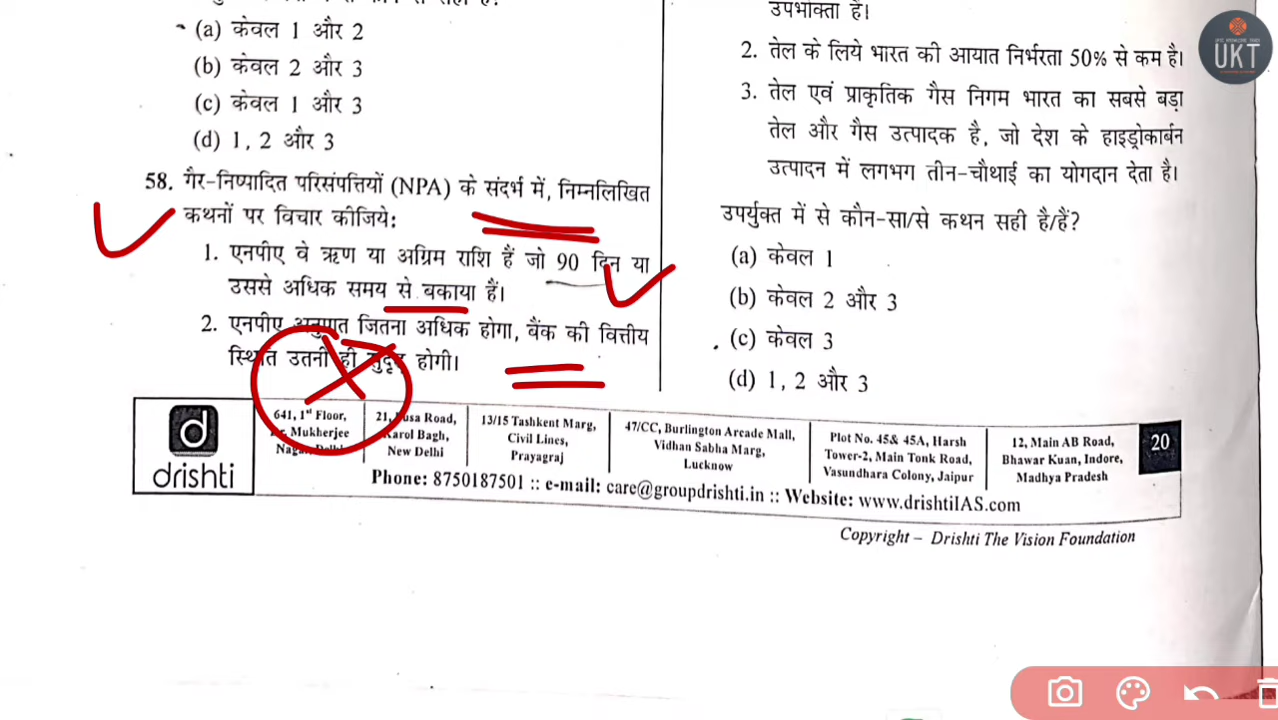 (a) केवल 1 और 2
(b) केवल 2 और 3
(c) केवल 1 और 3
(d) 1, 2 और 3
58. गैर-निष्पादित परिसंपत्तियों (NPA) के संदर्भ में, निम्नलिखित
कथनों पर विचार कीजिये:
1. एनपीए वे ऋण या अग्रिम राशि हैं जो 90 दिन या
उससे अधिक समय से बकाया हैं।
2. एनपीए अनुपात जितना अधिक होगा, बैंक की वित्तीय
स्थिति उतनी ही सुदृढ़ होगी।
उपभोक्ता है।
2. तेल के लिये भारत की आयात निर्भरता 50% से कम है।
3. तेल एवं प्राकृतिक गैस निगम भारत का सबसे बड़ा
तेल और गैस उत्पादक है, जो देश के हाइड्रोकार्बन
उत्पादन में लगभग तीन-चौथाई का योगदान देता है।
उपर्युक्त में से कौन-सा/से कथन सही है/हैं?
(a) केवल 1
(b) केवल 2 और 3
(c) केवल 3
(d) 1, 2 और 3
d
drishti
641, 1st Floor,
Mukherjee
Nagar, Delhi
21, Pusa Road,
Karol Bagh,
New Delhi
13/15 Tashkent Marg,
Civil Lines,
Prayagraj
47/CC, Burlington Arcade Mall,
Vidhan Sabha Marg,
Lucknow
Plot No. 45& 45A, Harsh
Tower-2, Main Tonk Road,
Vasundhara Colony, Jaipur
12, Main AB Road,
Bhawar Kuan, Indore,
Madhya Pradesh
20
Phone: 8750187501 :: e-mail: care@groupdrishti.in :: Website: www.drishtiIAS.com
Copyright – Drishti The Vision Foundation
UKT